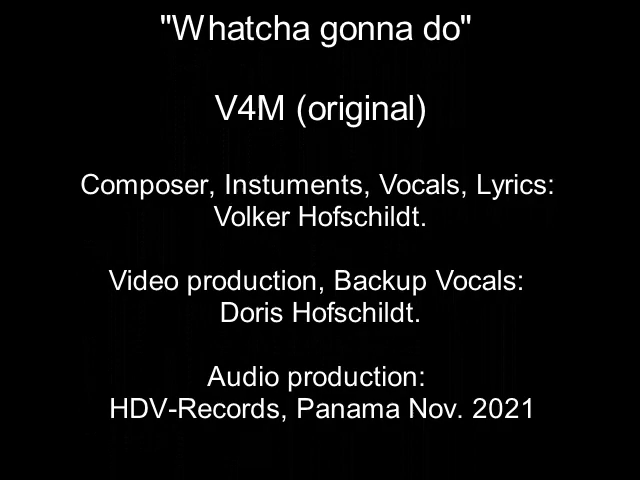 "Whatcha gonna do"
V4M (original)
Composer, Instuments, Vocals, Lyrics:
Volker Hofschildt.
Video production, Backup Vocals:
Doris Hofschildt.
Audio production:
HDV-Records, Panama Nov. 2021